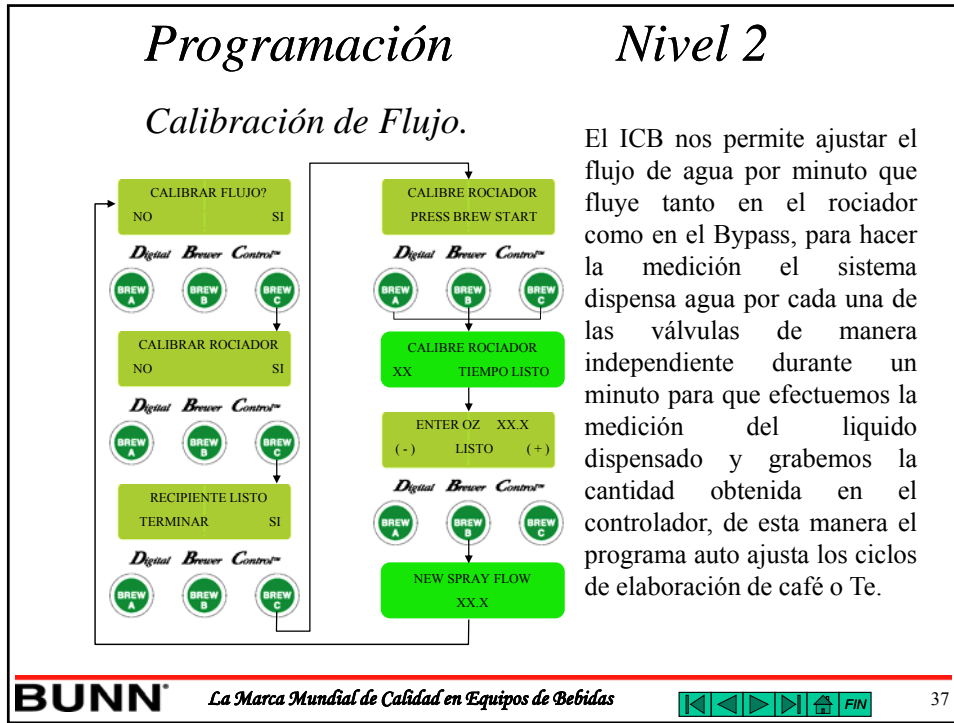 Programación Nivel 2
Calibración de Flujo.
CALIBRAR FLUJO?
NO SI
Digital Brewer Control™
BREW A BREW B BREW C
CALIBRAR ROCIADOR
NO SI
Digital Brewer Control™
BREW A BREW B BREW C
RECIPIENTE LISTO
TERMINAR SI
Digital Brewer Control™
BREW A BREW B BREW C
CALIBRE ROCIADOR
PRESS BREW START
Digital Brewer Control™
BREW A BREW B BREW C
CALIBRE ROCIADOR
XX TIEMPO LISTO
ENTER OZ XX.X
( - ) LISTO ( + )
Digital Brewer Control™
BREW A BREW B BREW C
NEW SPRAY FLOW
XX.X
El ICB nos permite ajustar el
flujo de agua por minuto que
fluye tanto en el rociador
como en el Bypass, para hacer
la medición el sistema
dispensa agua por cada una de
las válvulas de manera
independiente durante un
minuto para que efectuemos la
medición del liquido
dispensado y grabemos la
cantidad obtenida en el
controlador, de esta manera el
programa auto ajusta los ciclos
de elaboración de café o Te.
BUNN® La Marca Mundial de Calidad en Equipos de Bebidas FIN 37